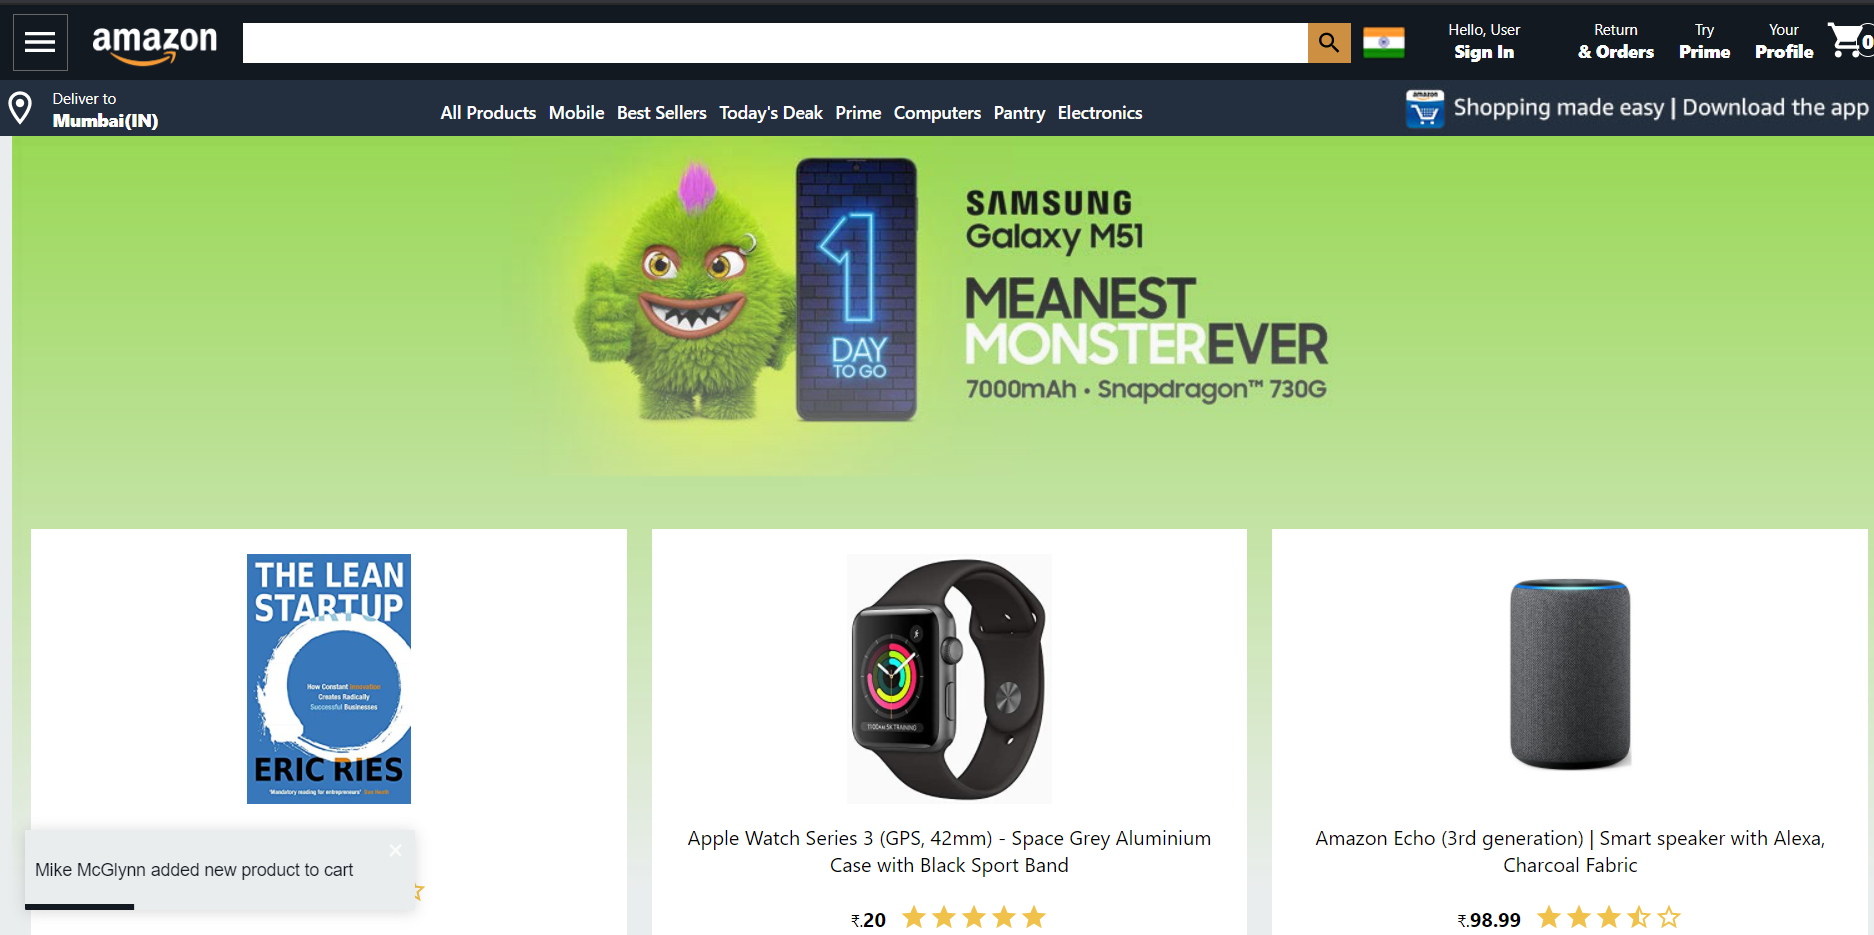 amazon
Hello, User
Sign In
Return
& Orders
Try
Prime
Your
Profile
0
Deliver to
Mumbai(IN)
All Products Mobile Best Sellers Today's Deak Prime Computers Pantry Electronics
amazon
Shopping made easy | Download the app
1
DAY
TO GO
SAMSUNG
Galaxy M51
MEANEST
MONSTEREVER
7000mAh • Snapdragon™ 730G
THE LEAN
STARTUP
How Constant Innovation
Creates Radically
Successful Businesses
ERIC RIES
'Mandatory reading for entrepreneurs'
11:00AM 5K TRAINING
Apple Watch Series 3 (GPS, 42mm) - Space Grey Aluminium
Case with Black Sport Band
₹.20
Amazon Echo (3rd generation) | Smart speaker with Alexa,
Charcoal Fabric
₹.98.99
Mike McGlynn added new product to cart